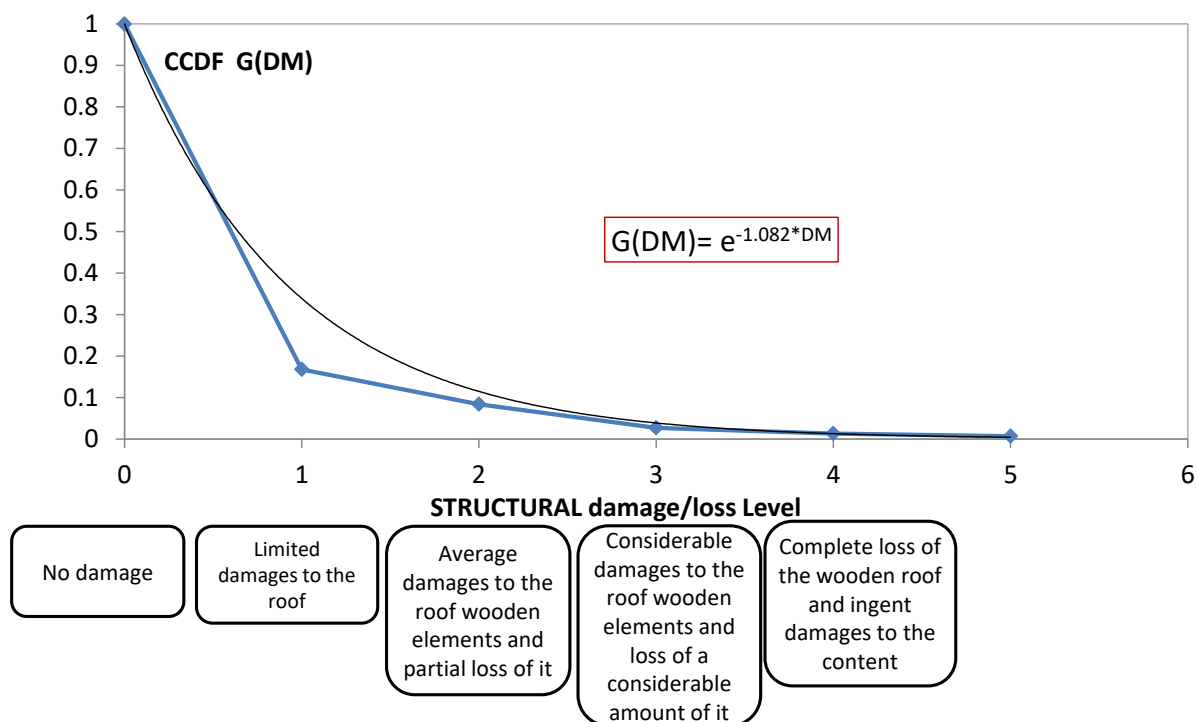 1
0.9
0.8
0.7
0.6
0.5
0.4
0.3
0.2
0.1
0
CCDF G(DM)
G(DM)= e-1.082*DM
0 1 2 3 4 5 6
STRUCTURAL damage/loss Level
No damage
Limited
damages to the
roof
Average
damages to the
roof wooden
elements and
partial loss of it
Considerable
damages to the
roof wooden
elements and
loss of a
considerable
amount of it
Complete loss of
the wooden roof
and ingent
damages to the
content